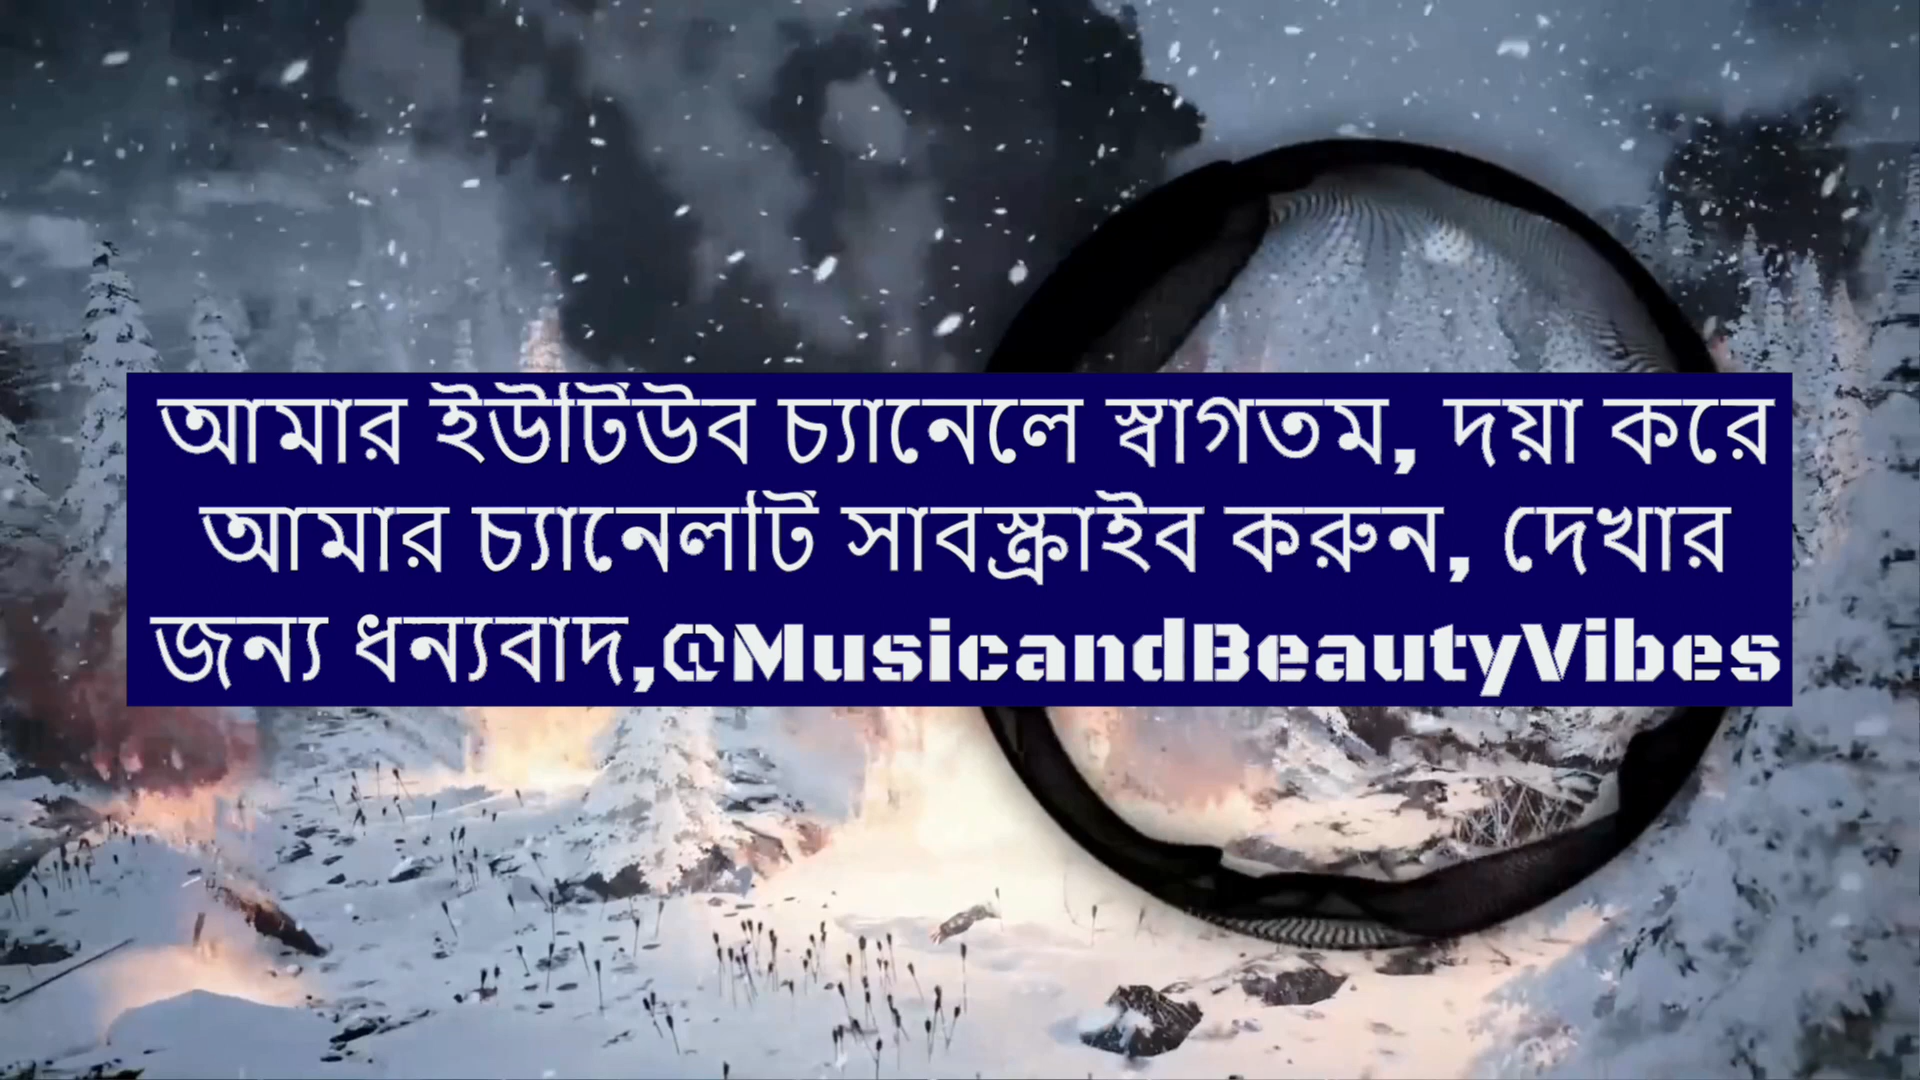 আমার ইউটিউব চ্যানেলে স্বাগতম, দয়া করে
আমার চ্যানেলটি সাবস্ক্রাইব করুন, দেখার
জন্য ধন্যবাদ,@MusicandBeautyVibes